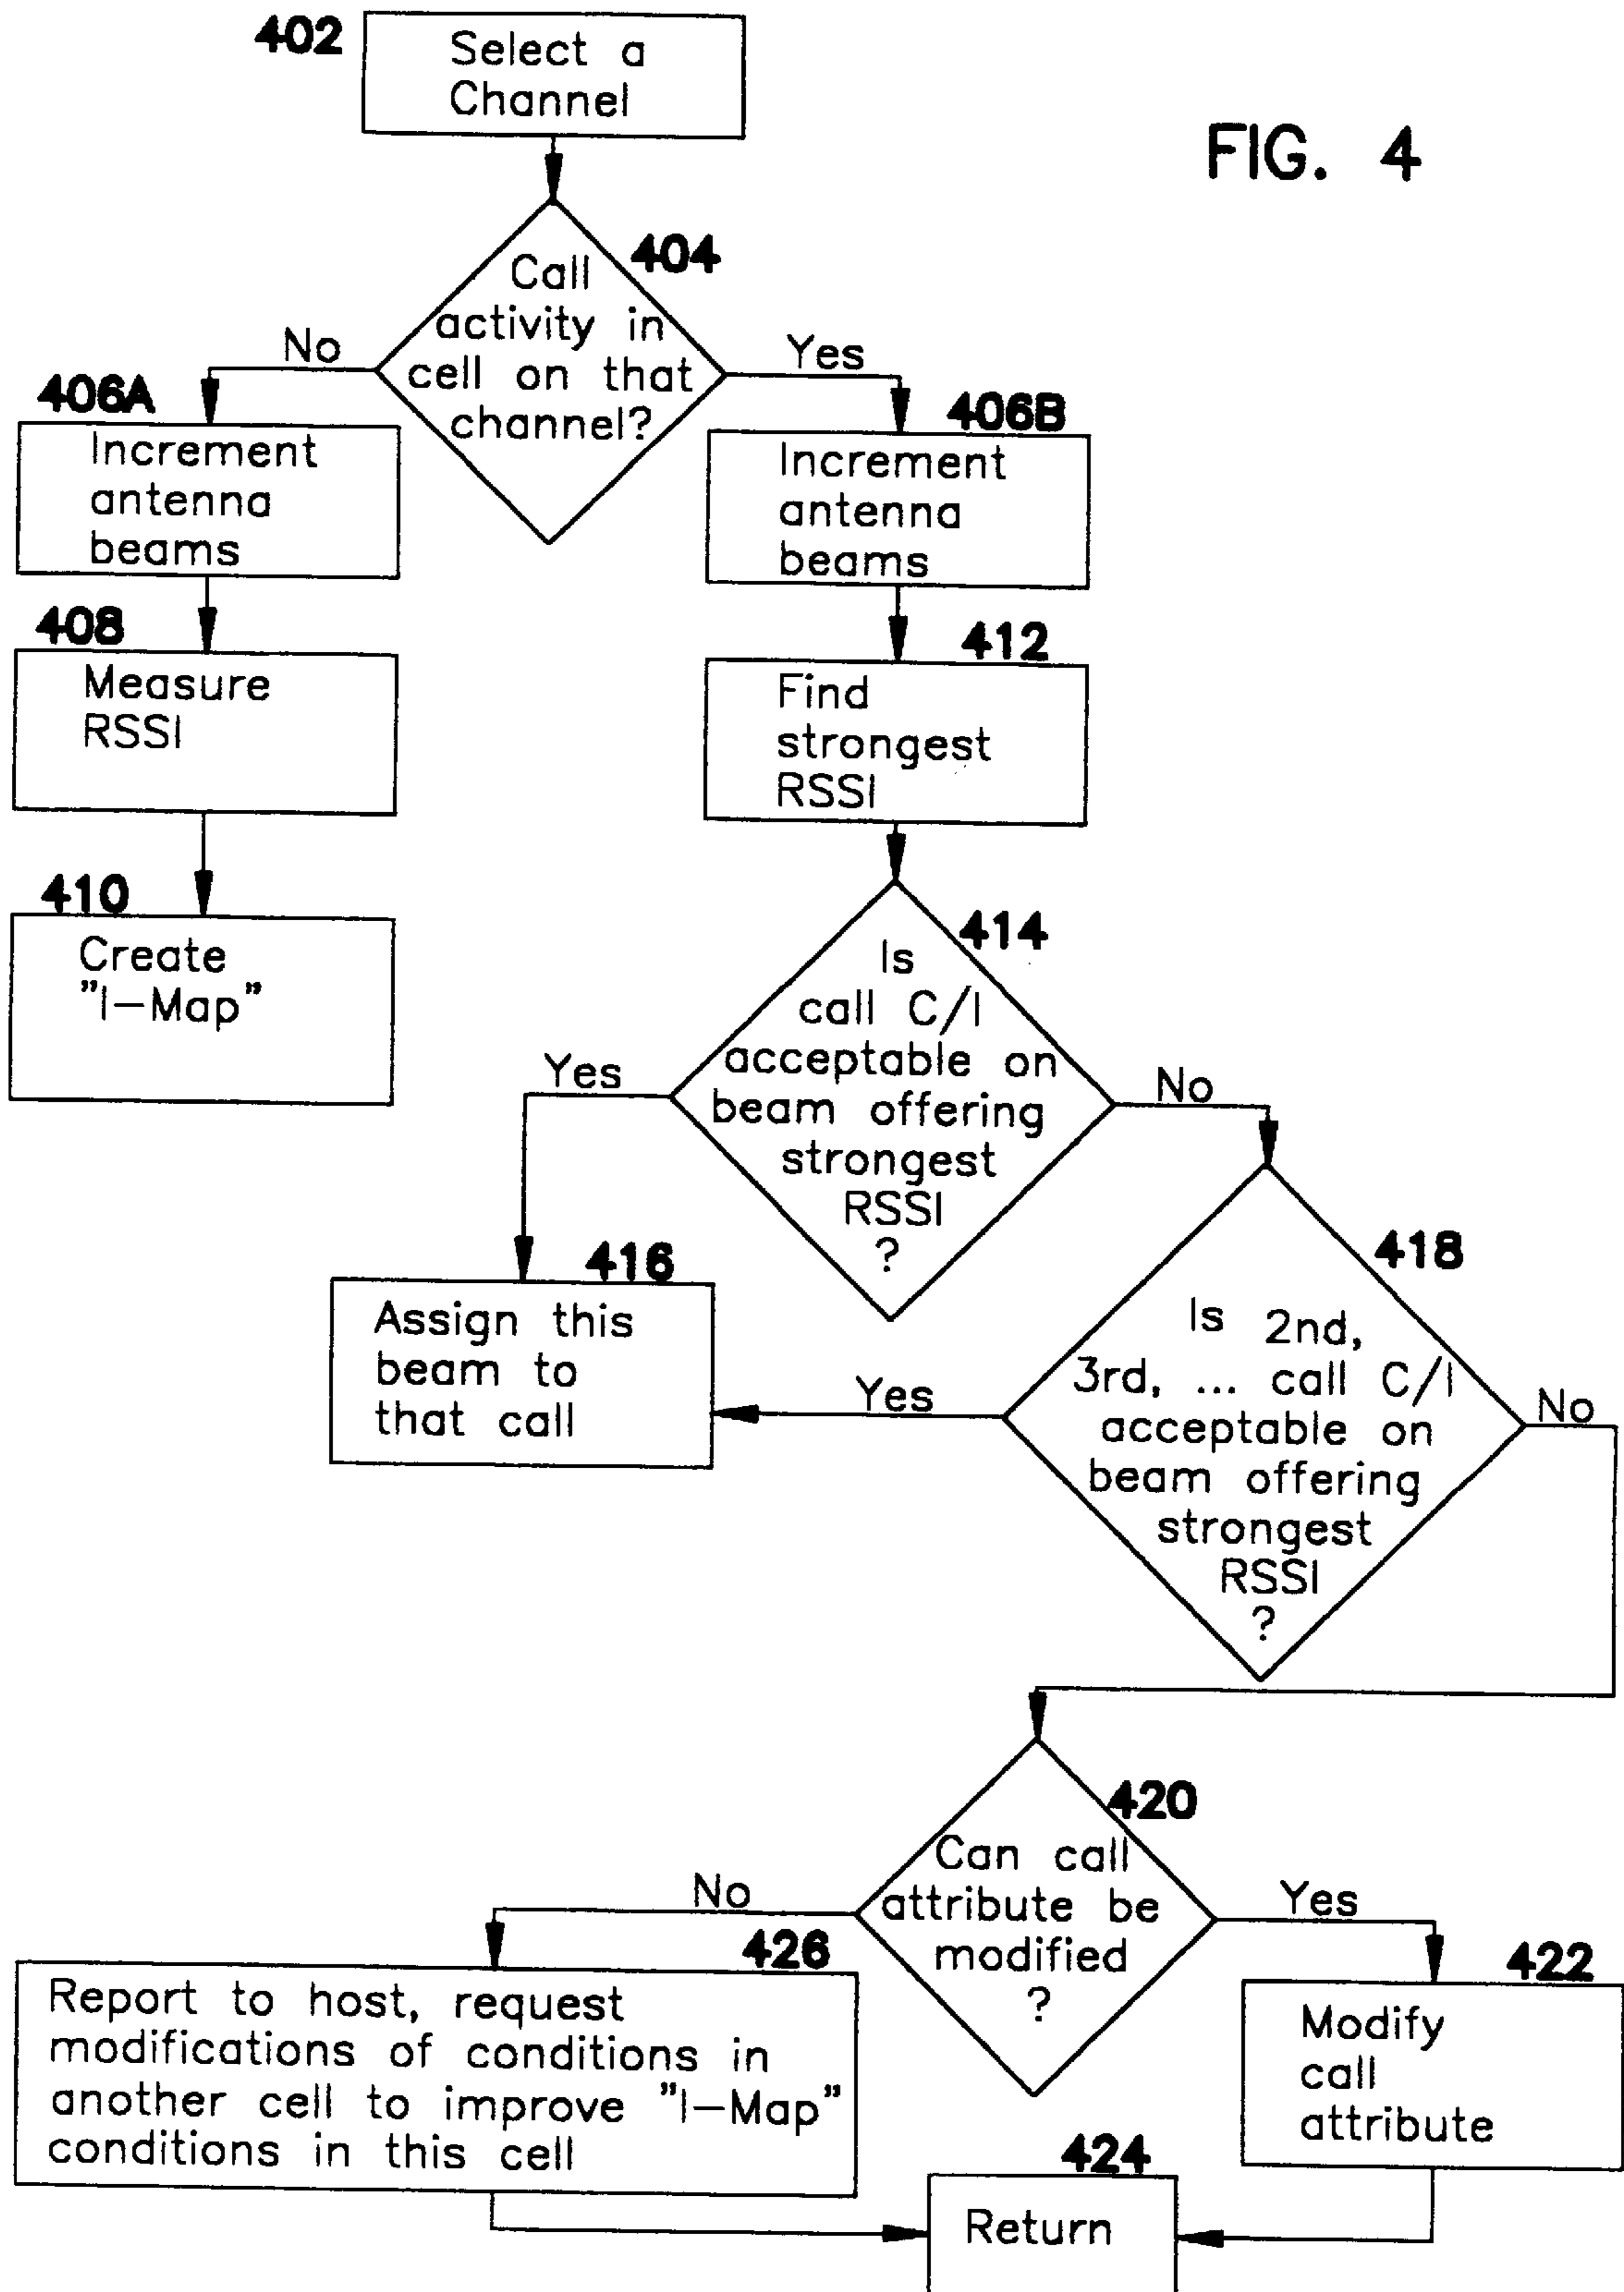 402
Select a
Channel
FIG. 4
404
Call
activity in
cell on that
channel?
No
Yes
406A
Increment
antenna
beams
406B
Increment
antenna
beams
408
Measure
RSSI
412
Find
strongest
RSSI
410
Create
"I-Map"
414
Is
call C/I
acceptable on
beam offering
strongest
RSSI
?
Yes
No
416
Assign this
beam to
that call
418
Is 2nd,
3rd, ... call C/I
acceptable on
beam offering
strongest
RSSI
?
Yes
No
420
Can call
attribute be
modified
?
No
Yes
426
Report to host, request
modifications of conditions in
another cell to improve "I-Map"
conditions in this cell
422
Modify
call
attribute
424
Return